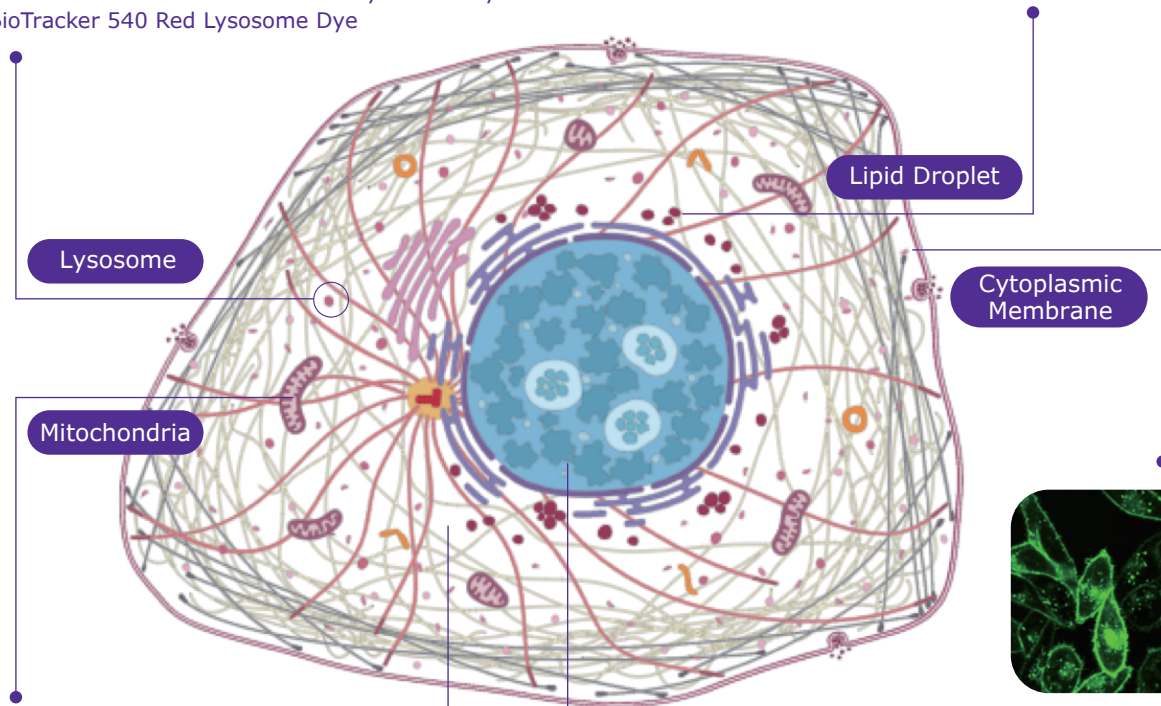 BioTracker 540 Red Lysosome Dye
Lipid Droplet
Lysosome
Cytoplasmic
Membrane
Mitochondria